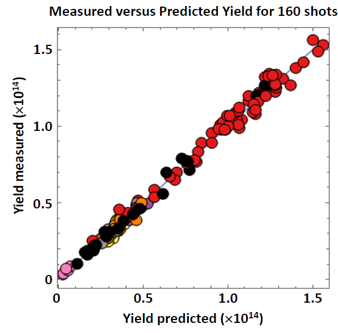 Measured versus Predicted Yield for 160 shots
Yield measured (×10¹⁴)
1.5
1.0
0.5
0
0 0.5 1.0 1.5
Yield predicted (×10¹⁴)